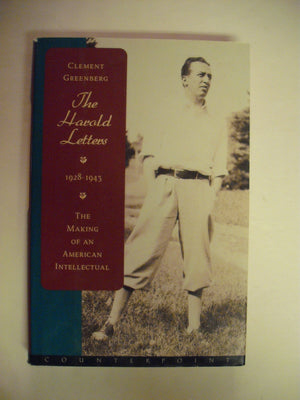 CLEMENT
GREENBERG
The
Harold
Letters
1928-1943
THE
MAKING
OF AN
AMERICAN
INTELLECTUAL
COUNTERPOINT